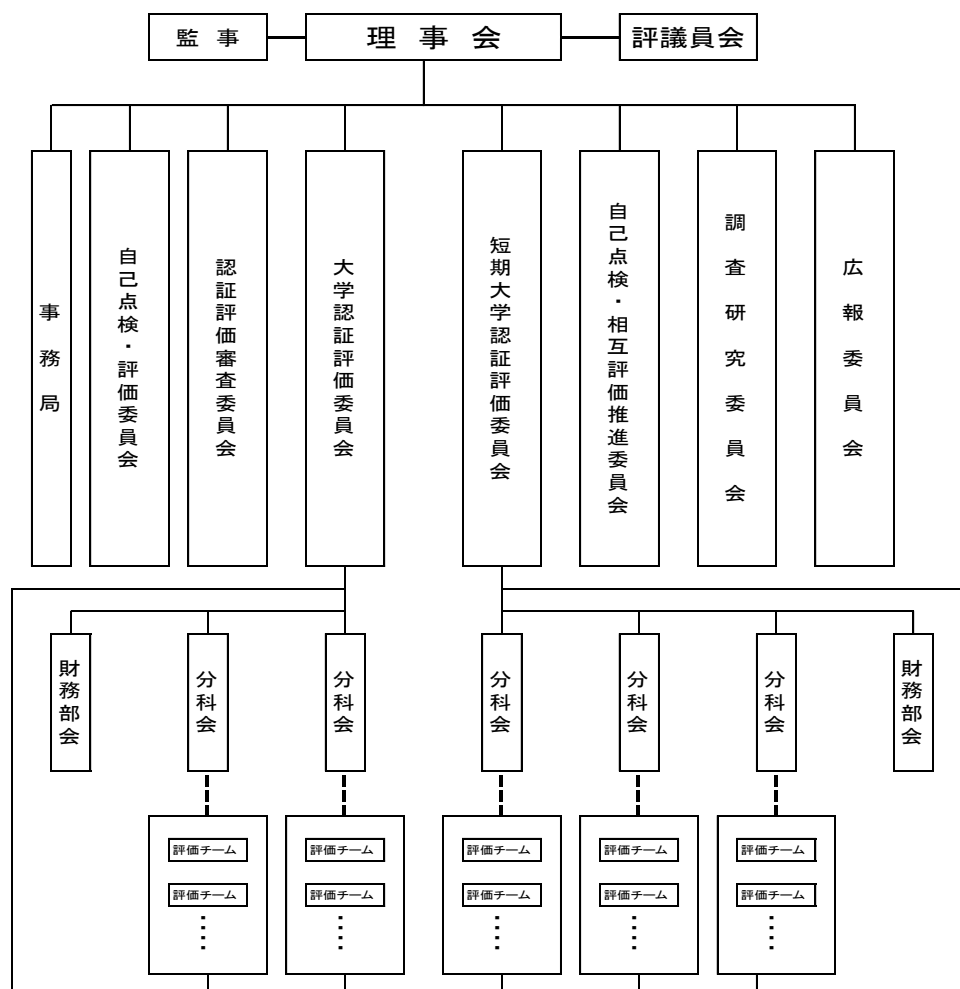 監 事
理 事 会
評議員会
事務局
自己点検・評価委員会
認証評価審査委員会
大学認証評価委員会
短期大学認証評価委員会
自己点検・相互評価推進委員会
調査研究委員会
広報委員会
財務部会
分科会
分科会
分科会
分科会
分科会
財務部会
評価チーム
評価チーム
評価チーム
評価チーム
評価チーム
評価チーム
評価チーム
評価チーム
評価チーム
評価チーム